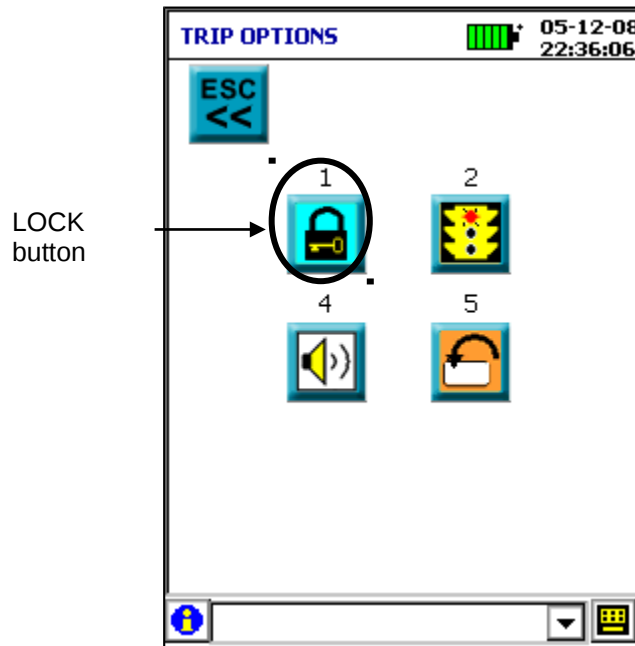 TRIP OPTIONS
05-12-08
22:36:06
ESC
<<
1
2
LOCK
button
4
5